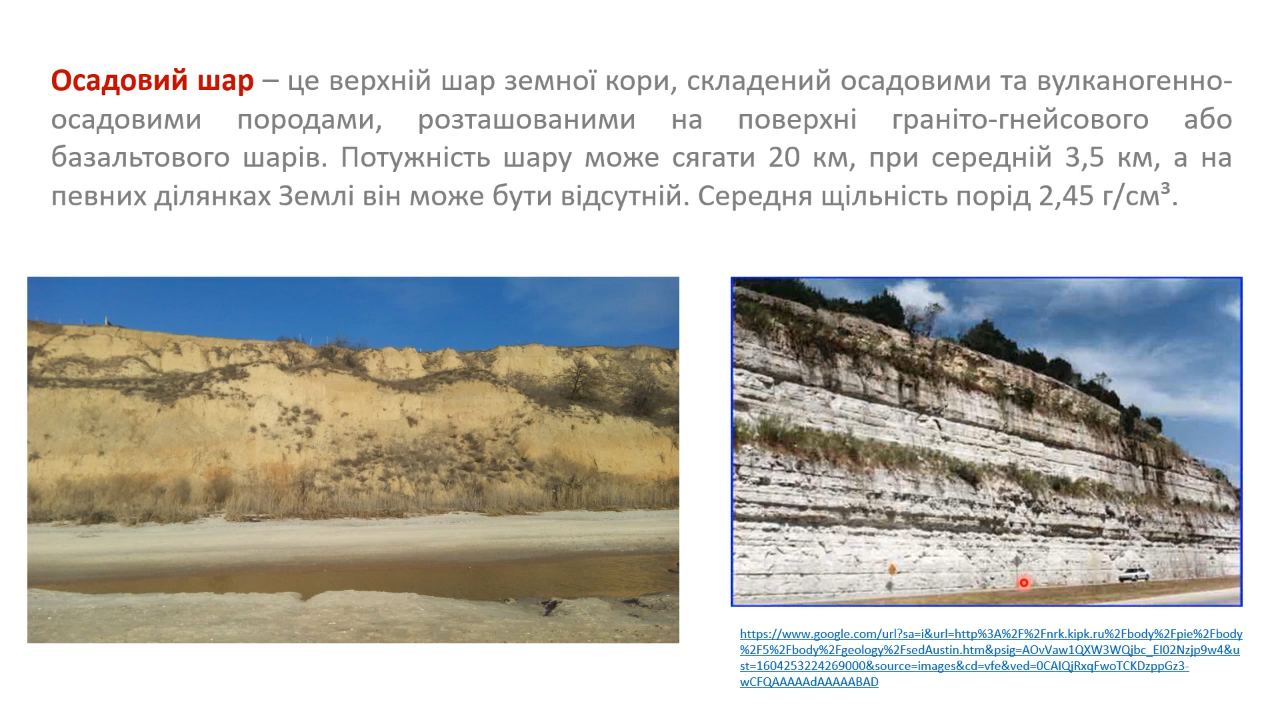 Осадовий шар – це верхній шар земної кори, складений осадовими та вулканогенно-
осадовими породами, розташованими на поверхні граніто-гнейсового або
базальтового шарів. Потужність шару може сягати 20 км, при середній 3,5 км, а на
певних ділянках Землі він може бути відсутній. Середня щільність порід 2,45 г/см³.
https://www.google.com/url?sa=i&url=http%3A%2F%2Fnrk.kipk.ru%2Fbody%2Fpie%2Fbody
%2F5%2Fbody%2Fgeology%2FsedAustin.htm&psig=AOvVaw1QXW3WQjbc_EI02Nzjp9w4&u
st=1604253224269000&source=images&cd=vfe&ved=0CAIQjRxqFwoTCKDzppGz3-
wCFQAAAAAdAAAAABAD